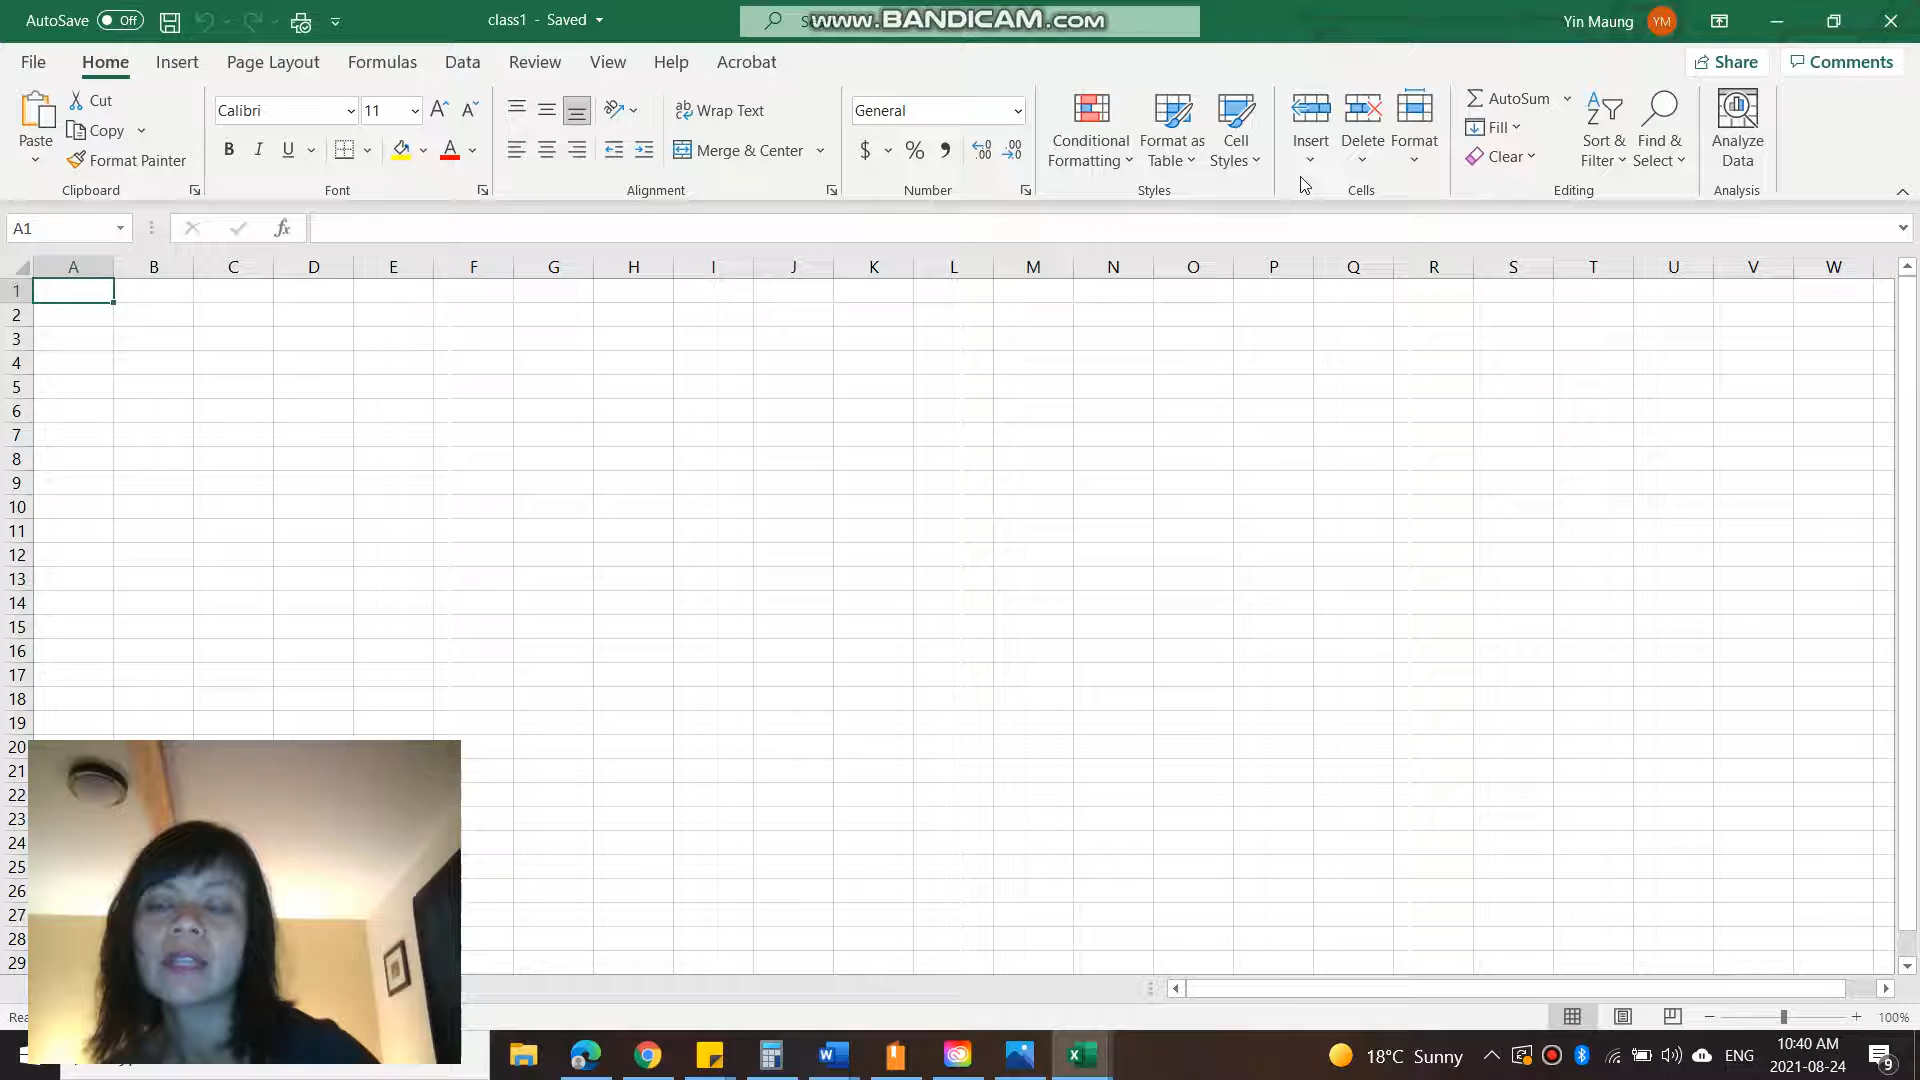 AutoSave Off class1 - Saved www.BANDICAM.com Yin Maung YM
File Home Insert Page Layout Formulas Data Review View Help Acrobat Share Comments
Paste Cut Copy Format Painter Clipboard
Calibri 11 B I U A Font
Wrap Text Merge & Center Alignment
General $ % , Number
Conditional Formatting Format as Table Cell Styles Styles
Insert Delete Format Cells
AutoSum Fill Clear Sort & Filter Find & Select Editing
Analyze Data Analysis
A1 fx
A B C D E F G H I J K L M N O P Q R S T U V W
1
2
3
4
5
6
7
8
9
10
11
12
13
14
15
16
17
18
19
20
21
22
23
24
25
26
27
28
29
100%
18°C Sunny ENG 10:40 AM
2021-08-24 9